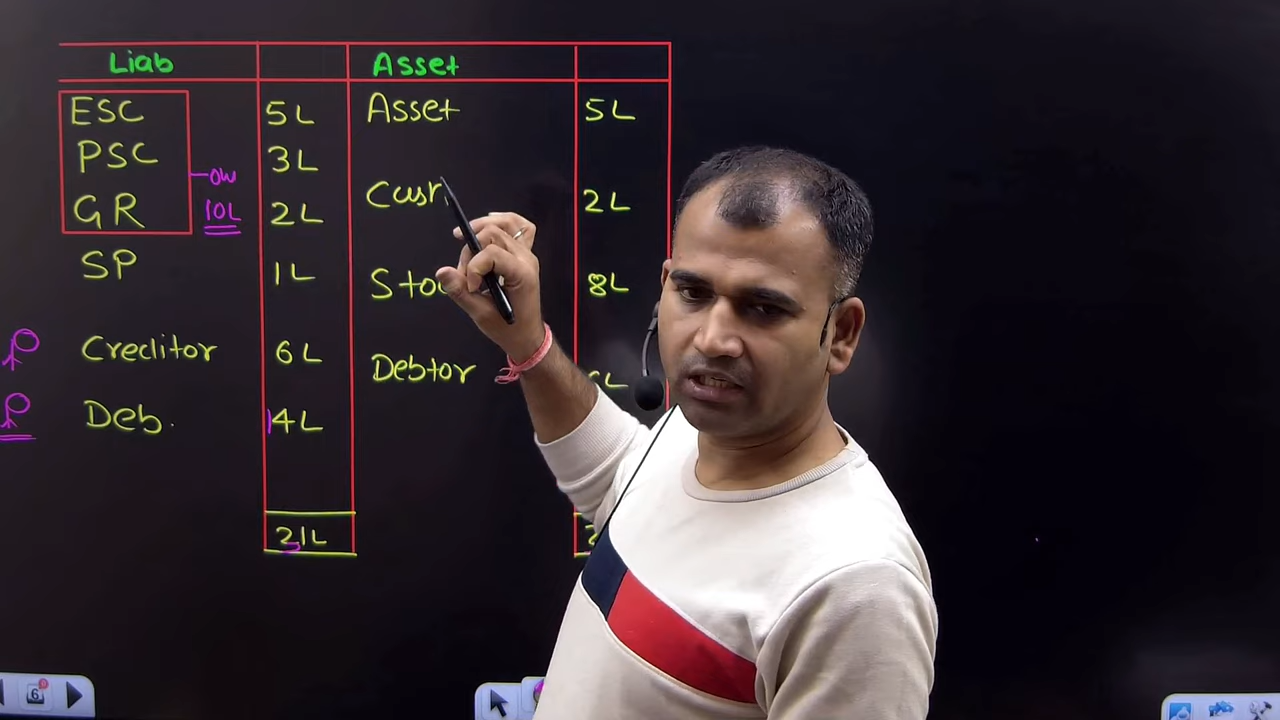 Liab Asset
ESC 5L Asset 5L
PSC 3L
ow
GR 10L 2L 2L
SP 1L 8L
Creditor 6L Debtor
Deb.
21L
6